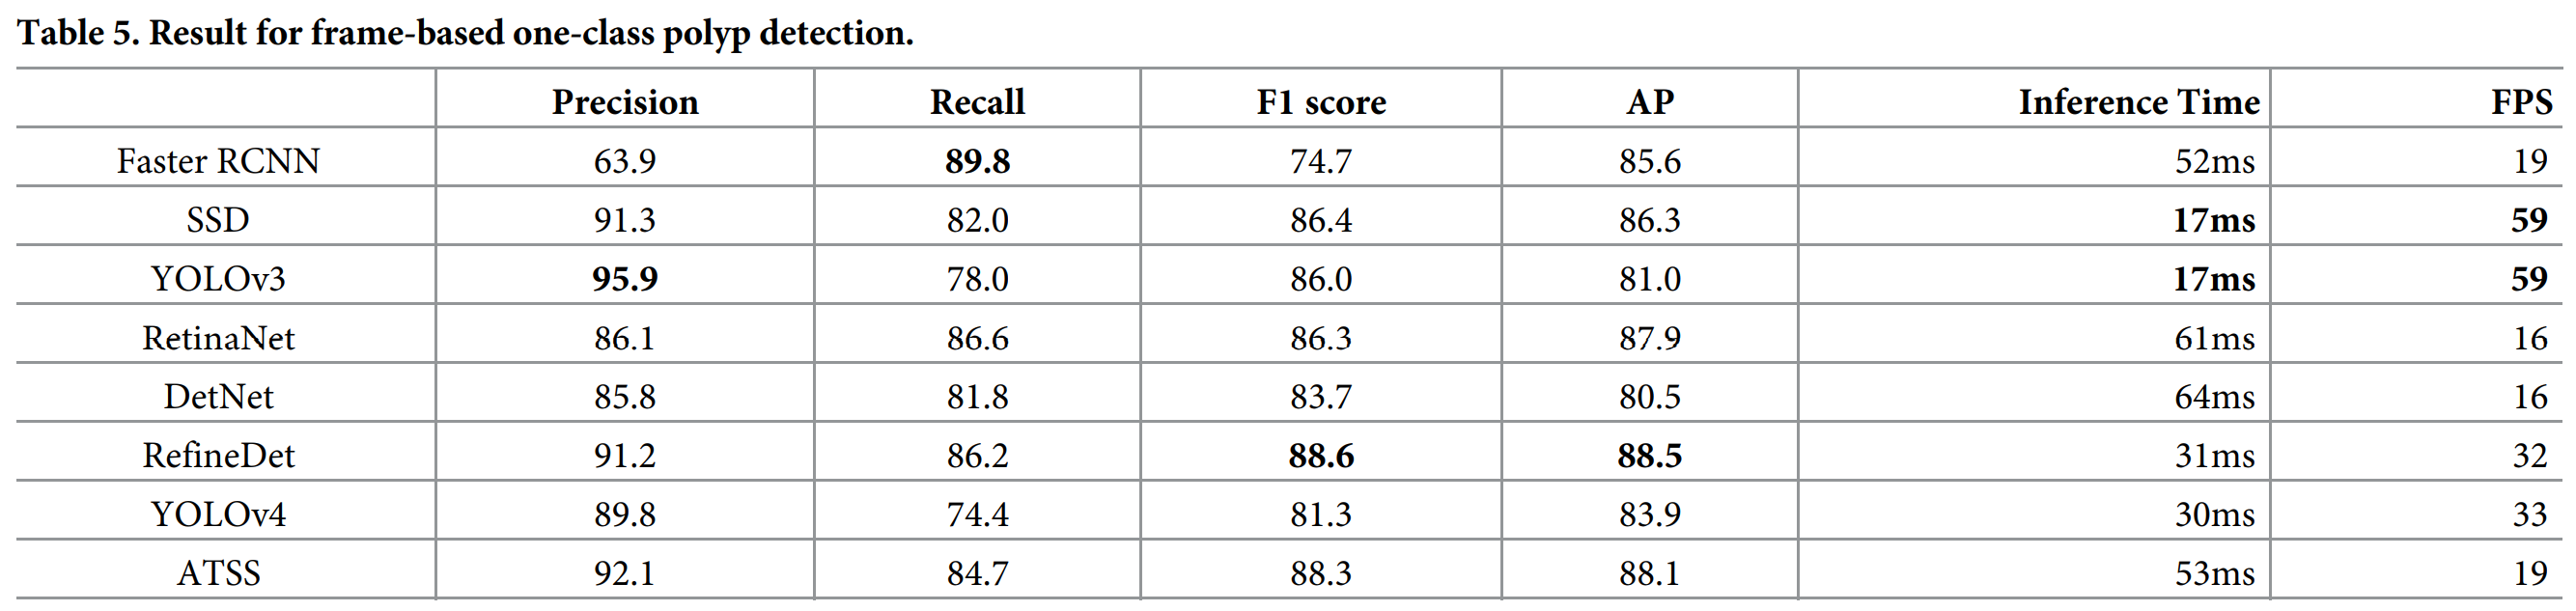 Table 5. Result for frame-based one-class polyp detection.
Precision Recall F1 score AP Inference Time FPS
Faster RCNN 63.9 89.8 74.7 85.6 52ms 19
SSD 91.3 82.0 86.4 86.3 17ms 59
YOLOv3 95.9 78.0 86.0 81.0 17ms 59
RetinaNet 86.1 86.6 86.3 87.9 61ms 16
DetNet 85.8 81.8 83.7 80.5 64ms 16
RefineDet 91.2 86.2 88.6 88.5 31ms 32
YOLOv4 89.8 74.4 81.3 83.9 30ms 33
ATSS 92.1 84.7 88.3 88.1 53ms 19